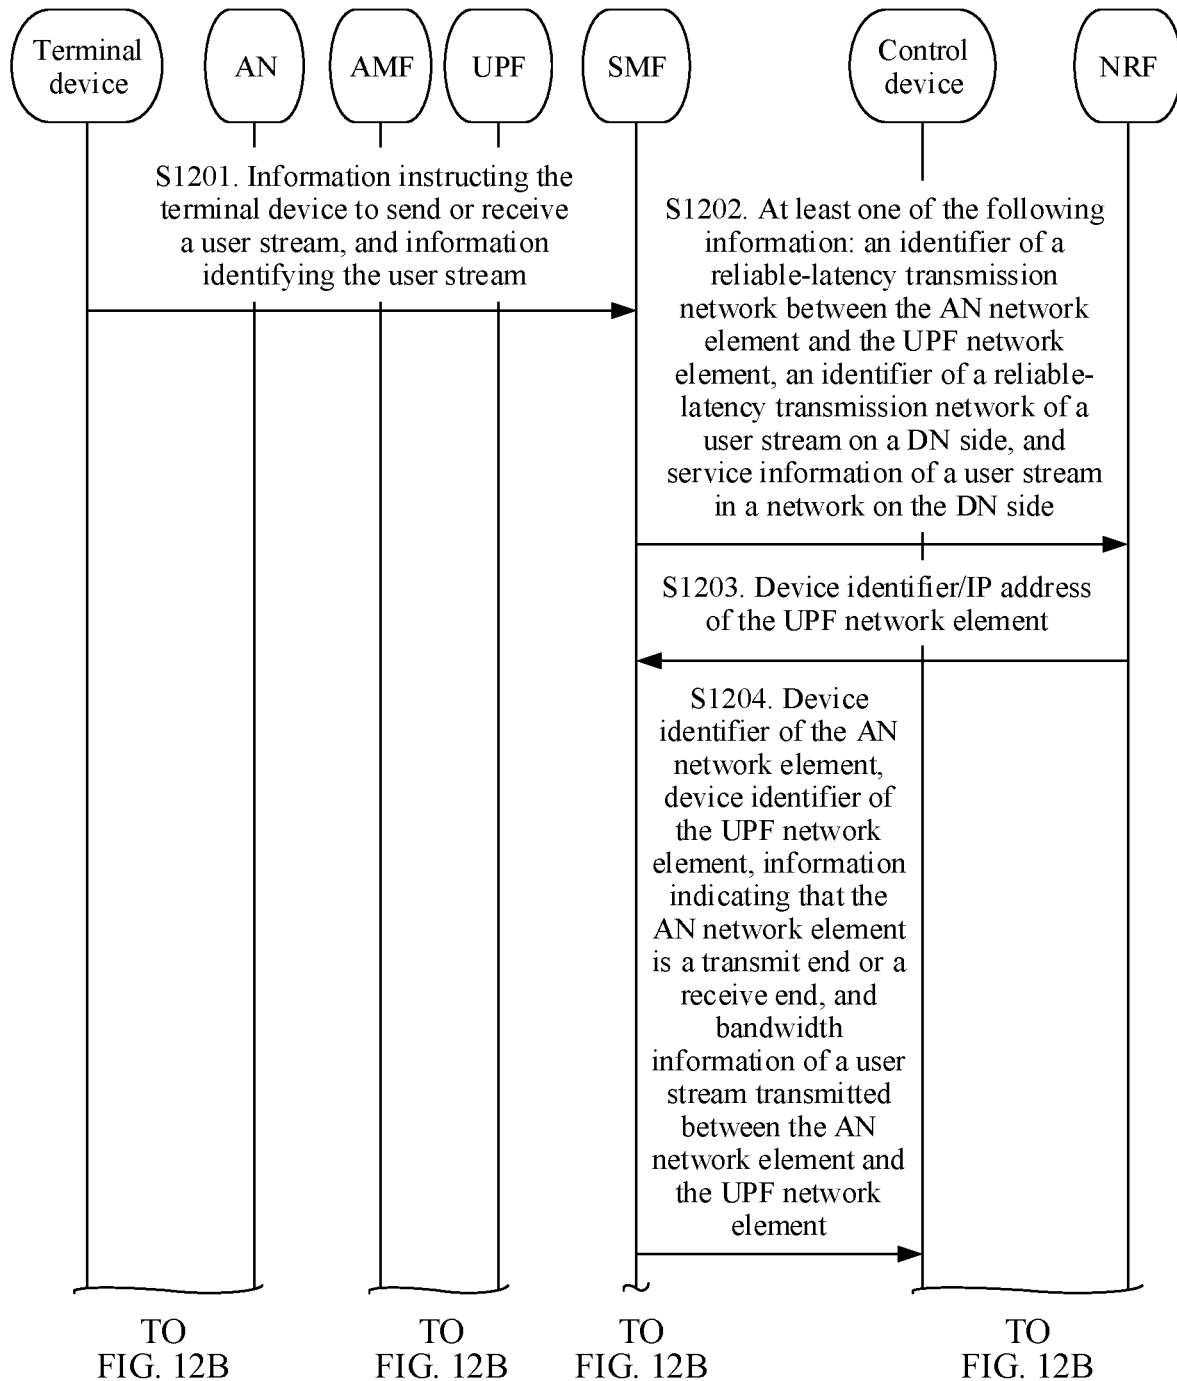 Terminal
device
AN
AMF
UPF
SMF
Control
device
NRF
S1201. Information instructing the
terminal device to send or receive
a user stream, and information
identifying the user stream
S1202. At least one of the following
information: an identifier of a
reliable-latency transmission
network between the AN network
element and the UPF network
element, an identifier of a reliable-
latency transmission network of a
user stream on a DN side, and
service information of a user stream
in a network on the DN side
S1203. Device identifier/IP address
of the UPF network element
S1204. Device
identifier of the AN
network element,
device identifier of
the UPF network
element, information
indicating that the
AN network element
is a transmit end or a
receive end, and
bandwidth
information of a user
stream transmitted
between the AN
network element and
the UPF network
element
TO
FIG. 12B
TO
FIG. 12B
TO
FIG. 12B
TO
FIG. 12B